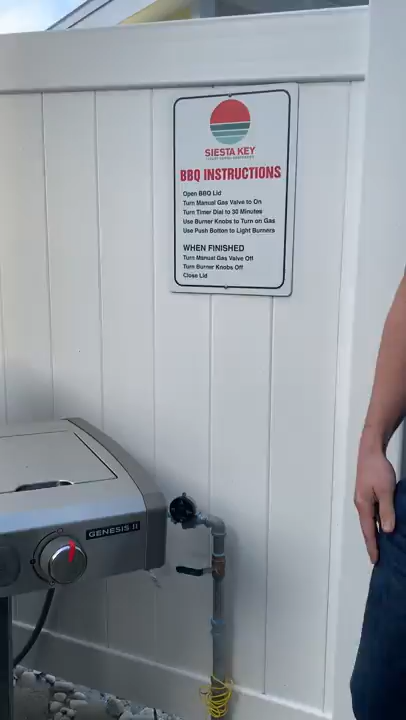 SIESTA KEY
BBQ INSTRUCTIONS
Open BBQ Lid
Turn Manual Gas Valve to On
Turn Timer Dial to 30 Minutes
Use Burner Knobs to Turn on Gas
Use Push Botton to Light Burners
WHEN FINISHED
Turn Manual Gas Valve Off
Turn Burner Knobs Off
Close Lid
GENESIS II